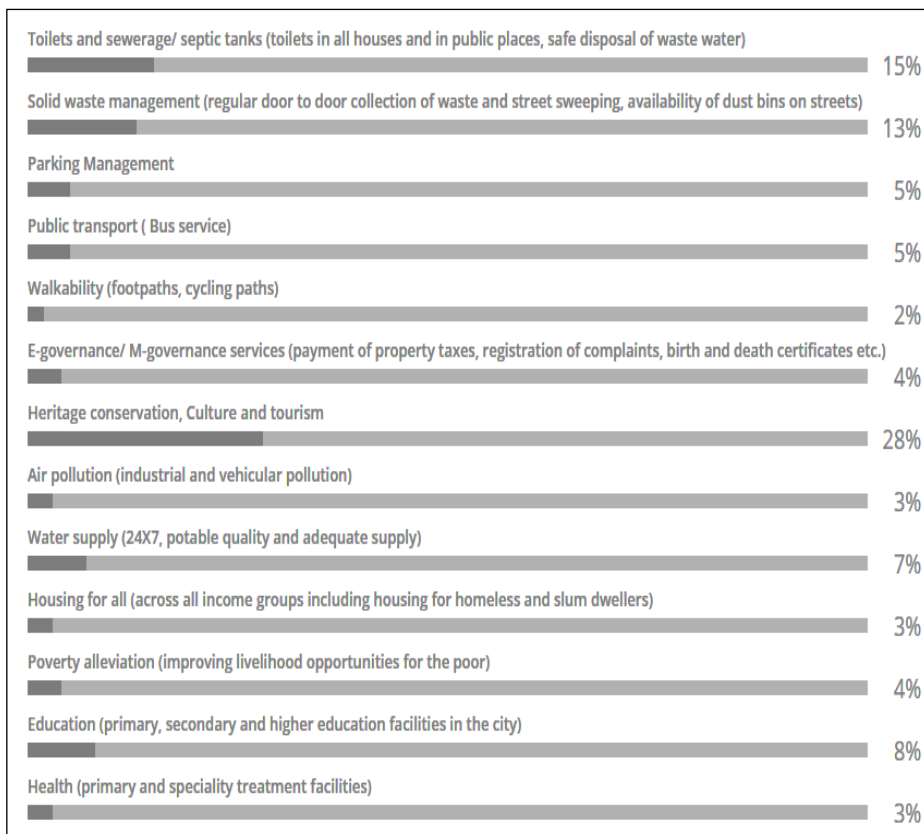 Toilets and sewerage/ septic tanks (toilets in all houses and in public places, safe disposal of waste water)
15%
Solid waste management (regular door to door collection of waste and street sweeping, availability of dust bins on streets)
13%
Parking Management
5%
Public transport ( Bus service)
5%
Walkability (footpaths, cycling paths)
2%
E-governance/ M-governance services (payment of property taxes, registration of complaints, birth and death certificates etc.)
4%
Heritage conservation, Culture and tourism
28%
Air pollution (industrial and vehicular pollution)
3%
Water supply (24X7, potable quality and adequate supply)
7%
Housing for all (across all income groups including housing for homeless and slum dwellers)
3%
Poverty alleviation (improving livelihood opportunities for the poor)
4%
Education (primary, secondary and higher education facilities in the city)
8%
Health (primary and speciality treatment facilities)
3%